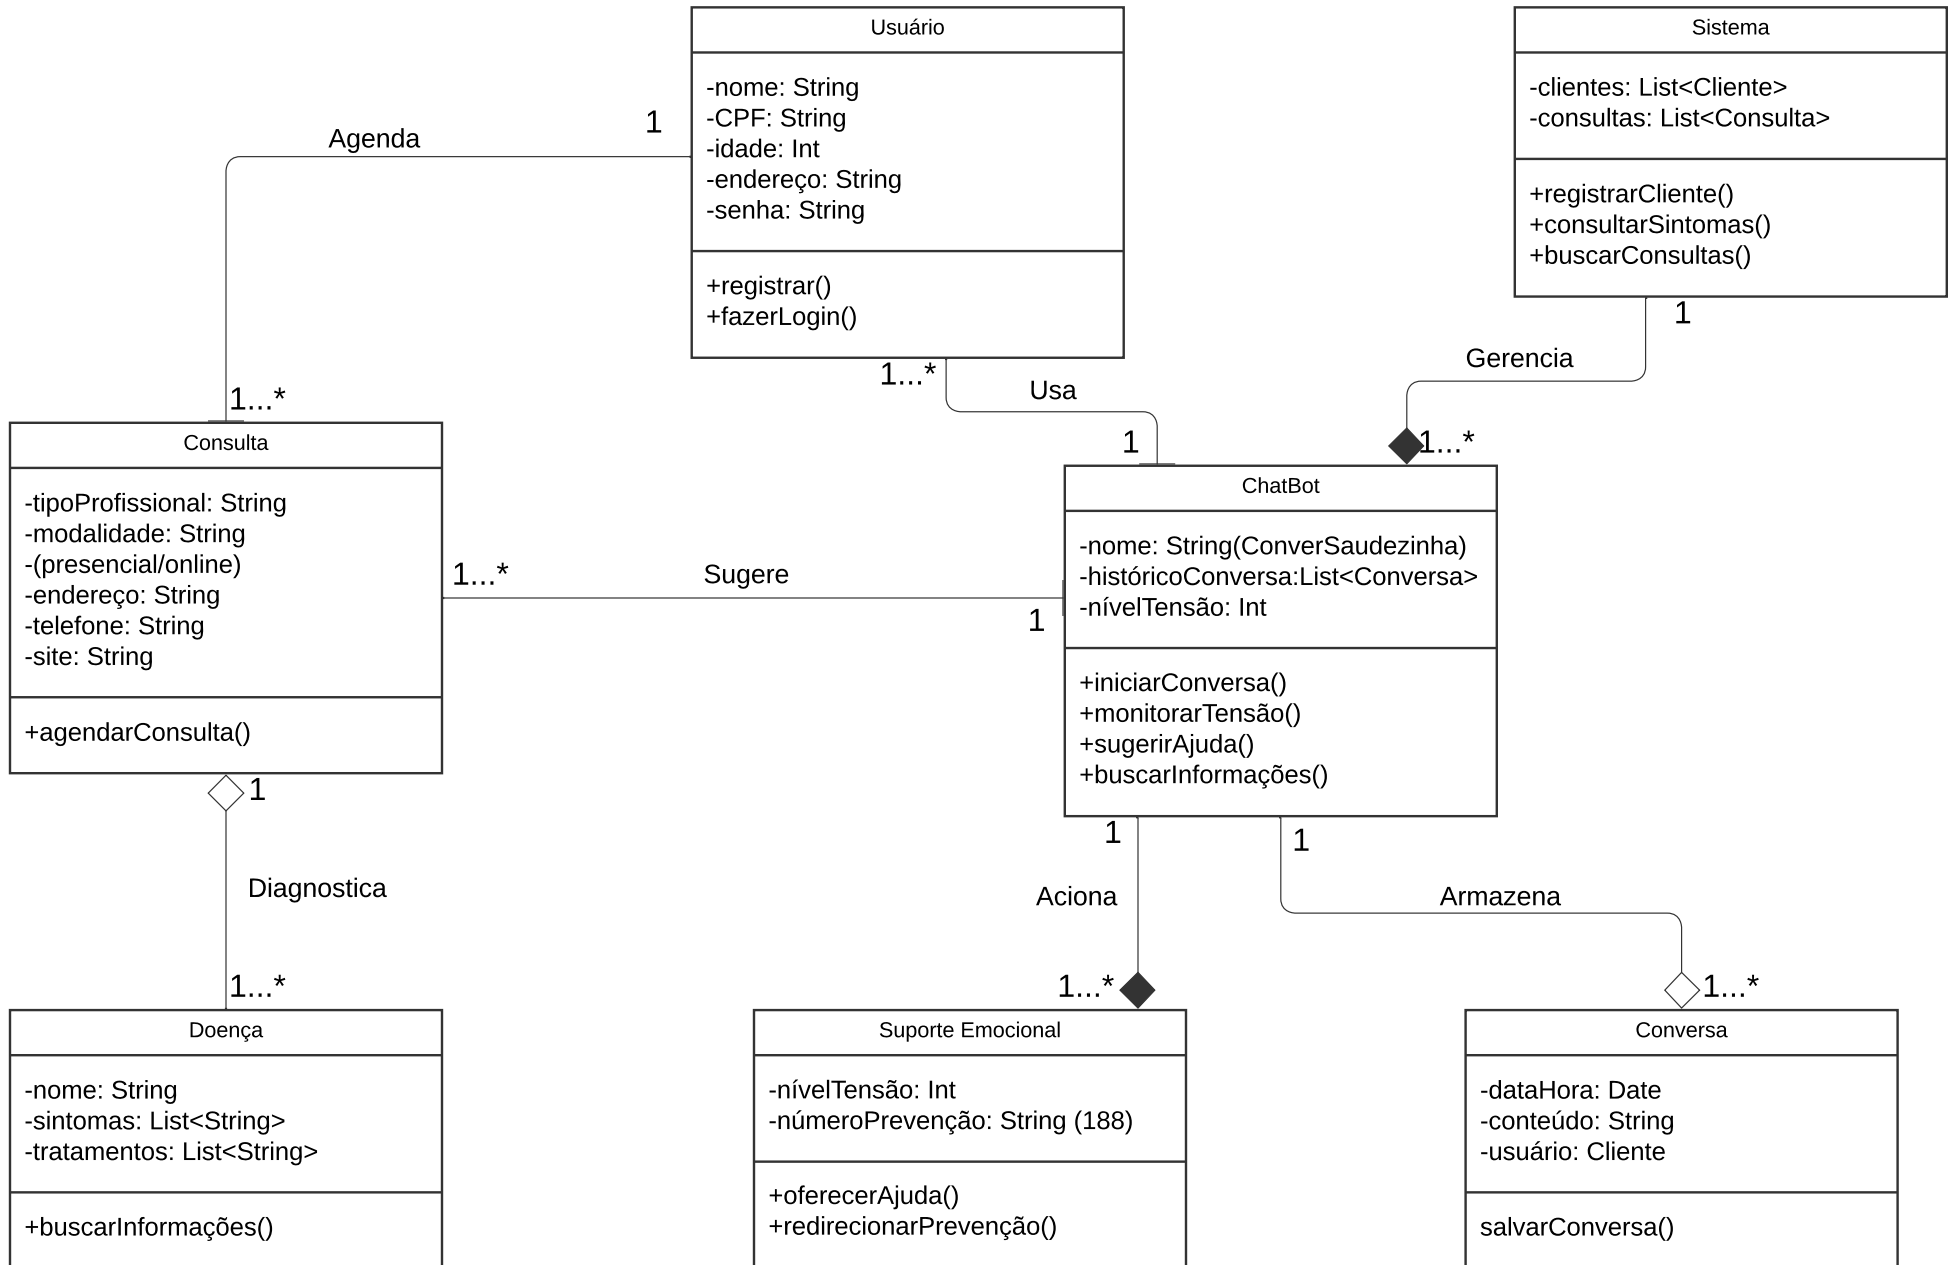 Usuário
-nome: String
-CPF: String
-idade: Int
-endereço: String
-senha: String
+registrar()
+fazerLogin()
Sistema
-clientes: List<Cliente>
-consultas: List<Consulta>
+registrarCliente()
+consultarSintomas()
+buscarConsultas()
Agenda
1
1...*
1...*
Usa
1
1
Gerencia
1...*
Consulta
-tipoProfissional: String
-modalidade: String
-(presencial/online)
-endereço: String
-telefone: String
-site: String
+agendarConsulta()
1...*
Sugere
1
ChatBot
-nome: String(ConverSaudezinha)
-históricoConversa:List<Conversa>
-nívelTensão: Int
+iniciarConversa()
+monitorarTensão()
+sugerirAjuda()
+buscarInformações()
1
Diagnostica
1...*
1
Aciona
1...*
1
Armazena
1...*
Doença
-nome: String
-sintomas: List<String>
-tratamentos: List<String>
+buscarInformações()
Suporte Emocional
-nívelTensão: Int
-númeroPrevenção: String (188)
+oferecerAjuda()
+redirecionarPrevenção()
Conversa
-dataHora: Date
-conteúdo: String
-usuário: Cliente
salvarConversa()